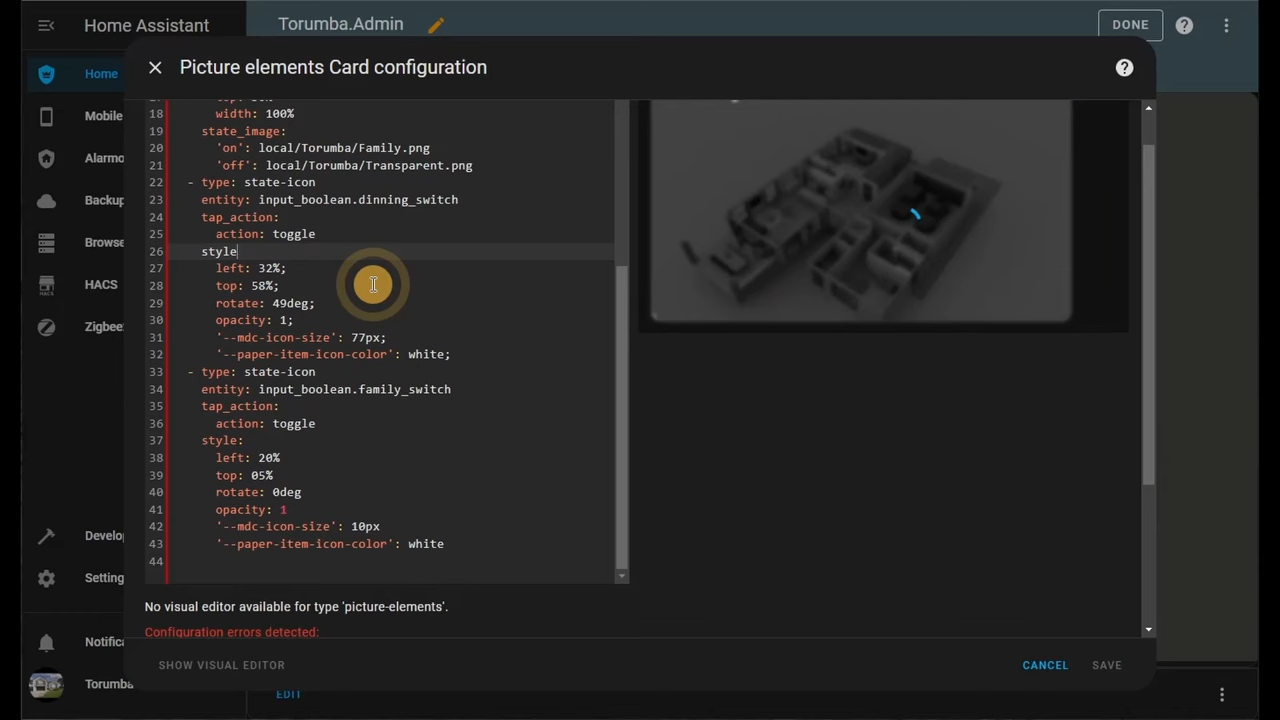 Home Assistant
Torumba.Admin
DONE
Home
Mobile
Alarmo
Backup
Browse
HACS
Zigbee
Develo
Setting
Notifica
Torumba
Picture elements Card configuration
18 width: 100%
19 state_image:
20 'on': local/Torumba/Family.png
21 'off': local/Torumba/Transparent.png
22 - type: state-icon
23 entity: input_boolean.dinning_switch
24 tap_action:
25 action: toggle
26 style
27 left: 32%;
28 top: 58%;
29 rotate: 49deg;
30 opacity: 1;
31 '--mdc-icon-size': 77px;
32 '--paper-item-icon-color': white;
33 - type: state-icon
34 entity: input_boolean.family_switch
35 tap_action:
36 action: toggle
37 style:
38 left: 20%
39 top: 05%
40 rotate: 0deg
41 opacity: 1
42 '--mdc-icon-size': 10px
43 '--paper-item-icon-color': white
44
No visual editor available for type 'picture-elements'.
Configuration errors detected:
SHOW VISUAL EDITOR
CANCEL
SAVE
EDIT